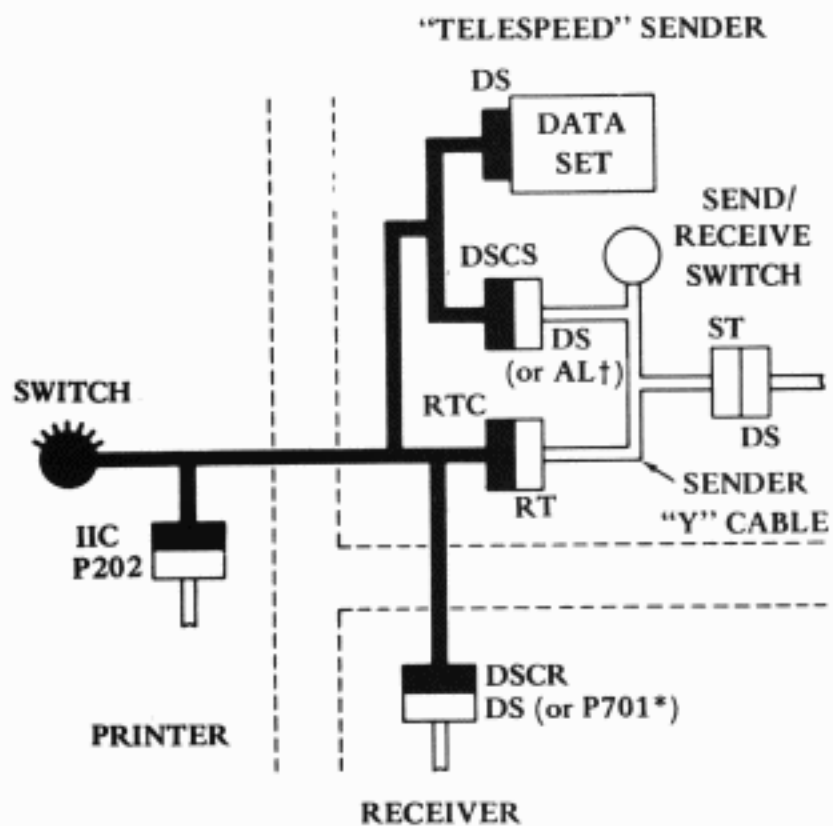 “TELESPEED” SENDER
DS
DATA
SET
SEND/
RECEIVE
SWITCH
DSCS
DS
(or AL†)
ST
DS
SWITCH
RTC
RT
SENDER
“Y” CABLE
IIC
P202
DSCR
DS (or P701*)
PRINTER
RECEIVER